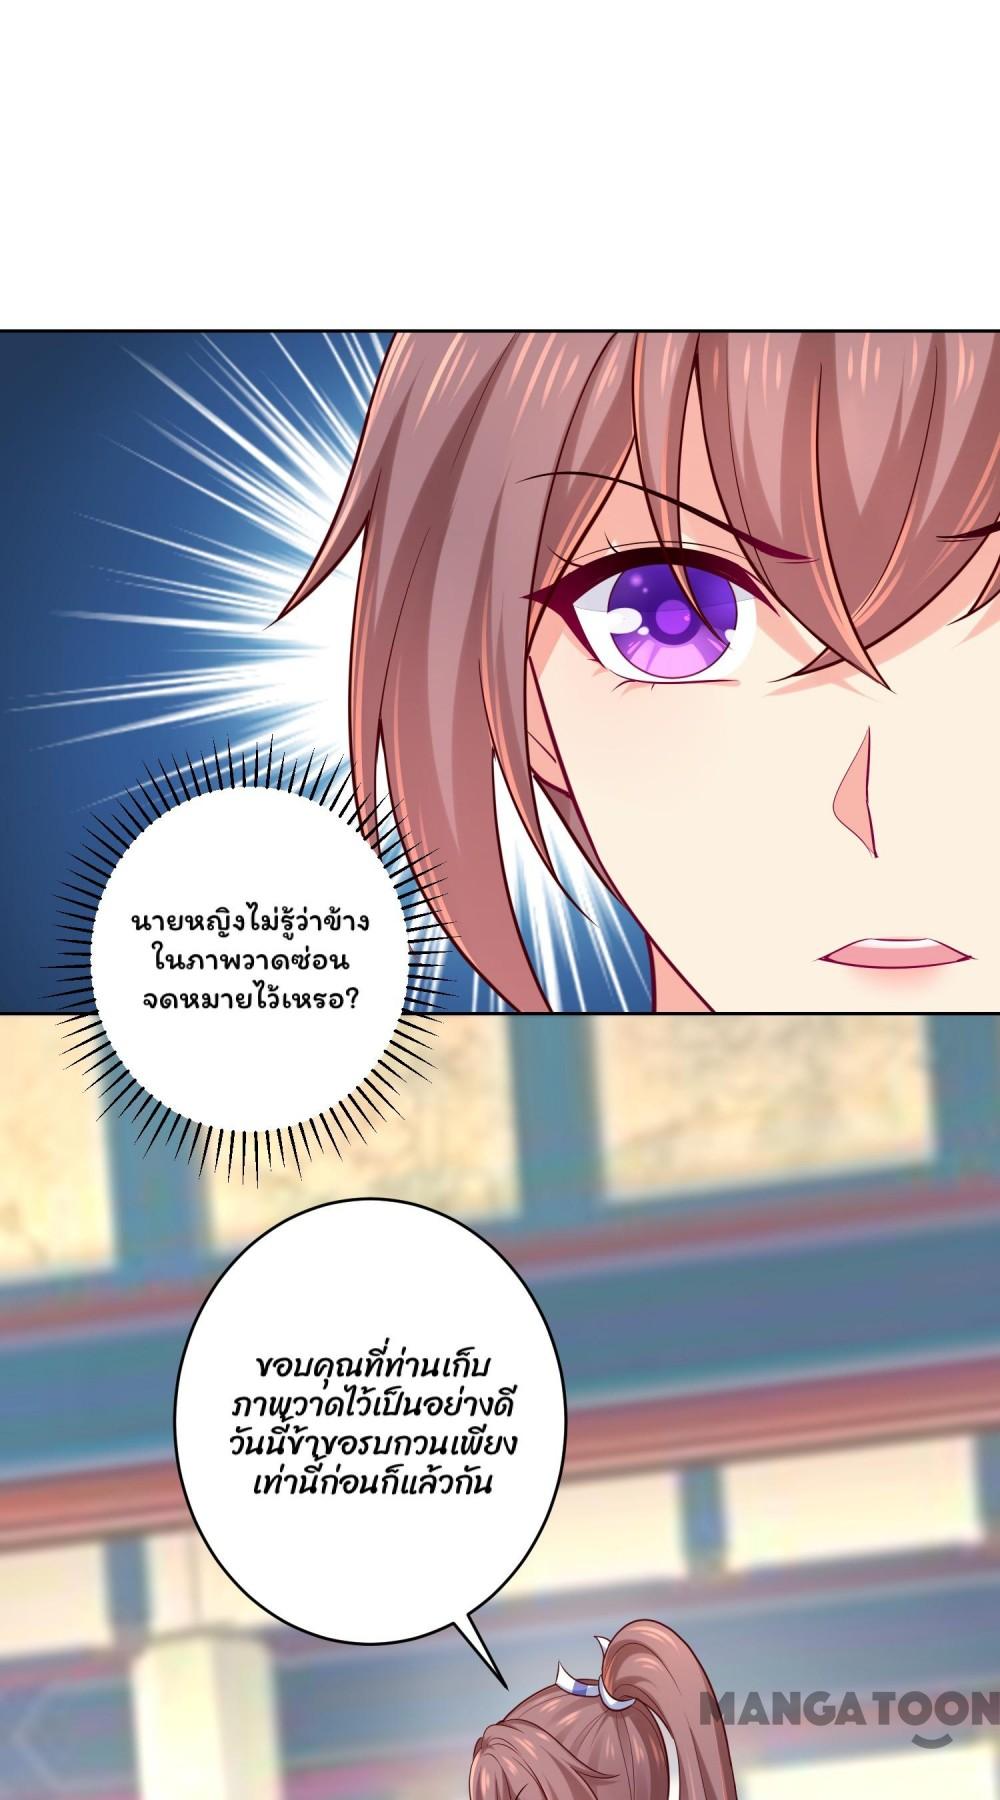 นายหญิงไม่รู้ว่าข้าง
ในภาพวาดซ่อน
จดหมายไว้เหรอ?
ขอบคุณที่ท่านเก็บ
ภาพวาดไว้เป็นอย่างดี
วันนี้ข้าขอรบกวนเพียง
เท่านี้ก่อนก็แล้วกัน
MANGATOON